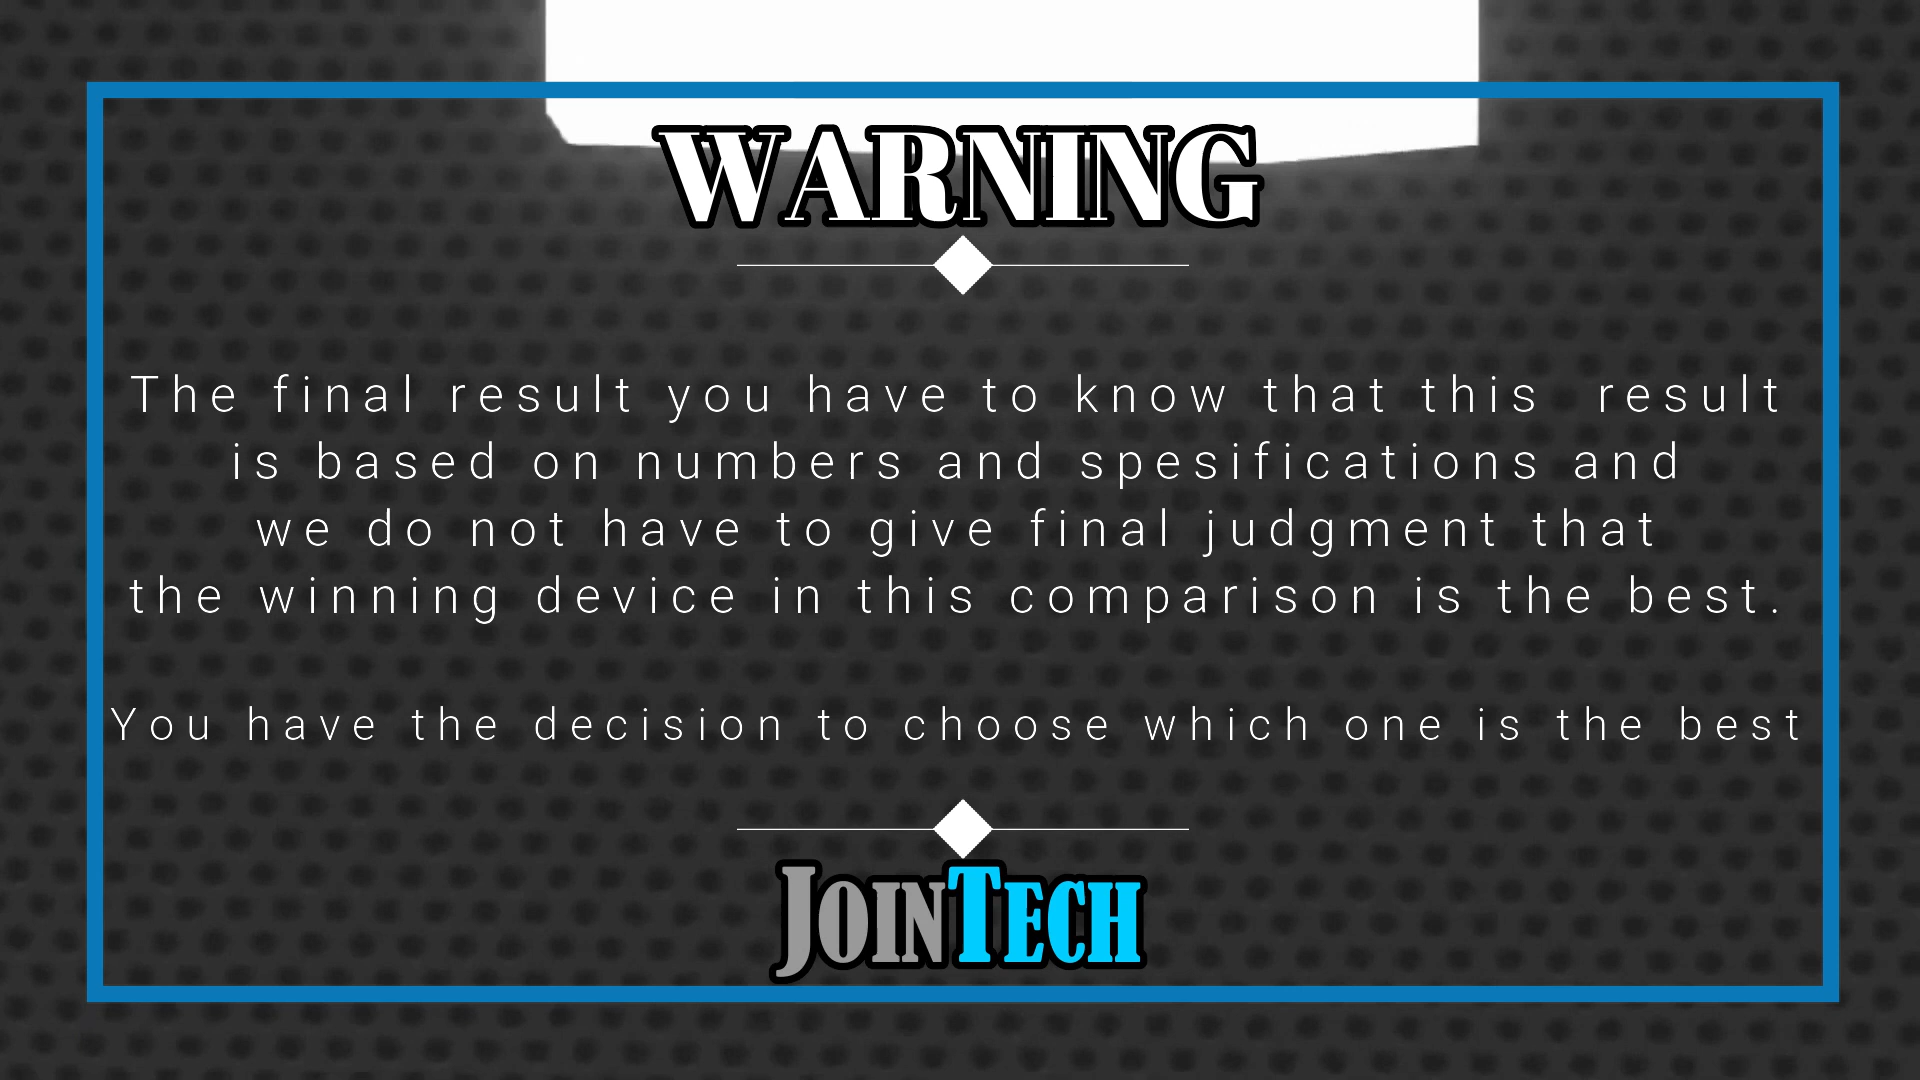 WARNING
The final result you have to know that this result
is based on numbers and spesifications and
we do not have to give final judgment that
the winning device in this comparison is the best.
You have the decision to choose which one is the best
JOINTECH